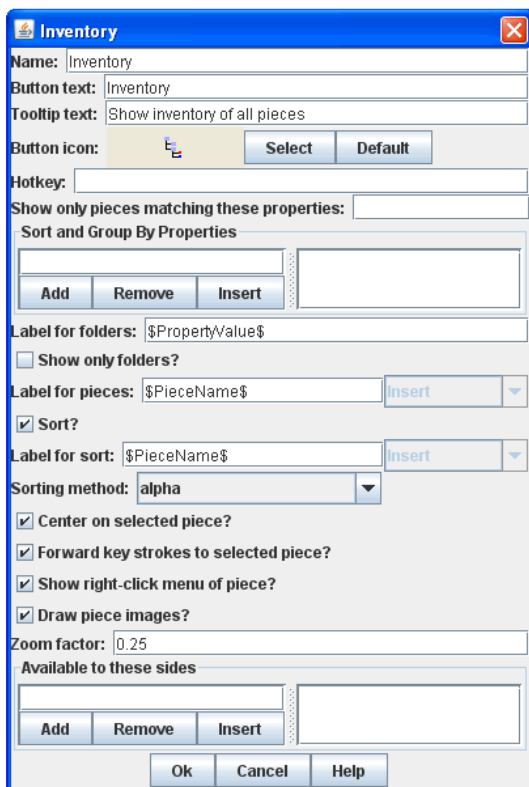 Inventory
Name: Inventory
Button text: Inventory
Tooltip text: Show inventory of all pieces
Button icon: Select Default
Hotkey:
Show only pieces matching these properties:
Sort and Group By Properties
Add Remove Insert
Label for folders: $PropertyValue$
Show only folders?
Label for pieces: $PieceName$ Insert
Sort?
Label for sort: $PieceName$ Insert
Sorting method: alpha
Center on selected piece?
Forward key strokes to selected piece?
Show right-click menu of piece?
Draw piece images?
Zoom factor: 0.25
Available to these sides
Add Remove Insert
Ok Cancel Help